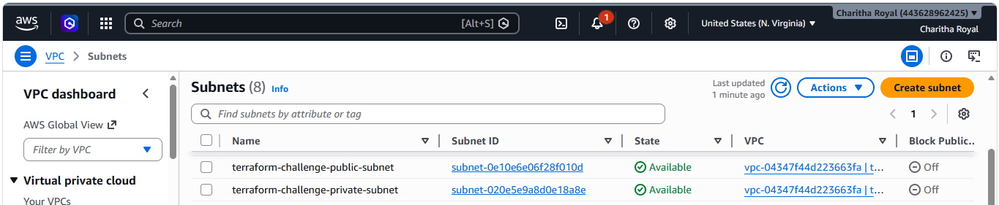 aws
Search [Alt+S]
1
United States (N. Virginia)
Charitha Royal (443628962425)
Charitha Royal
VPC > Subnets
VPC dashboard
AWS Global View
Filter by VPC
Virtual private cloud
Your VPCs
Subnets (8) Info
Last updated
1 minute ago
Actions
Create subnet
Find subnets by attribute or tag
1
Name Subnet ID State VPC Block Public...
terraform-challenge-public-subnet subnet-0e10e6e06f28f010d Available vpc-04347f44d223663fa | t... Off
terraform-challenge-private-subnet subnet-020e5e9a8d0e18a8e Available vpc-04347f44d223663fa | t... Off